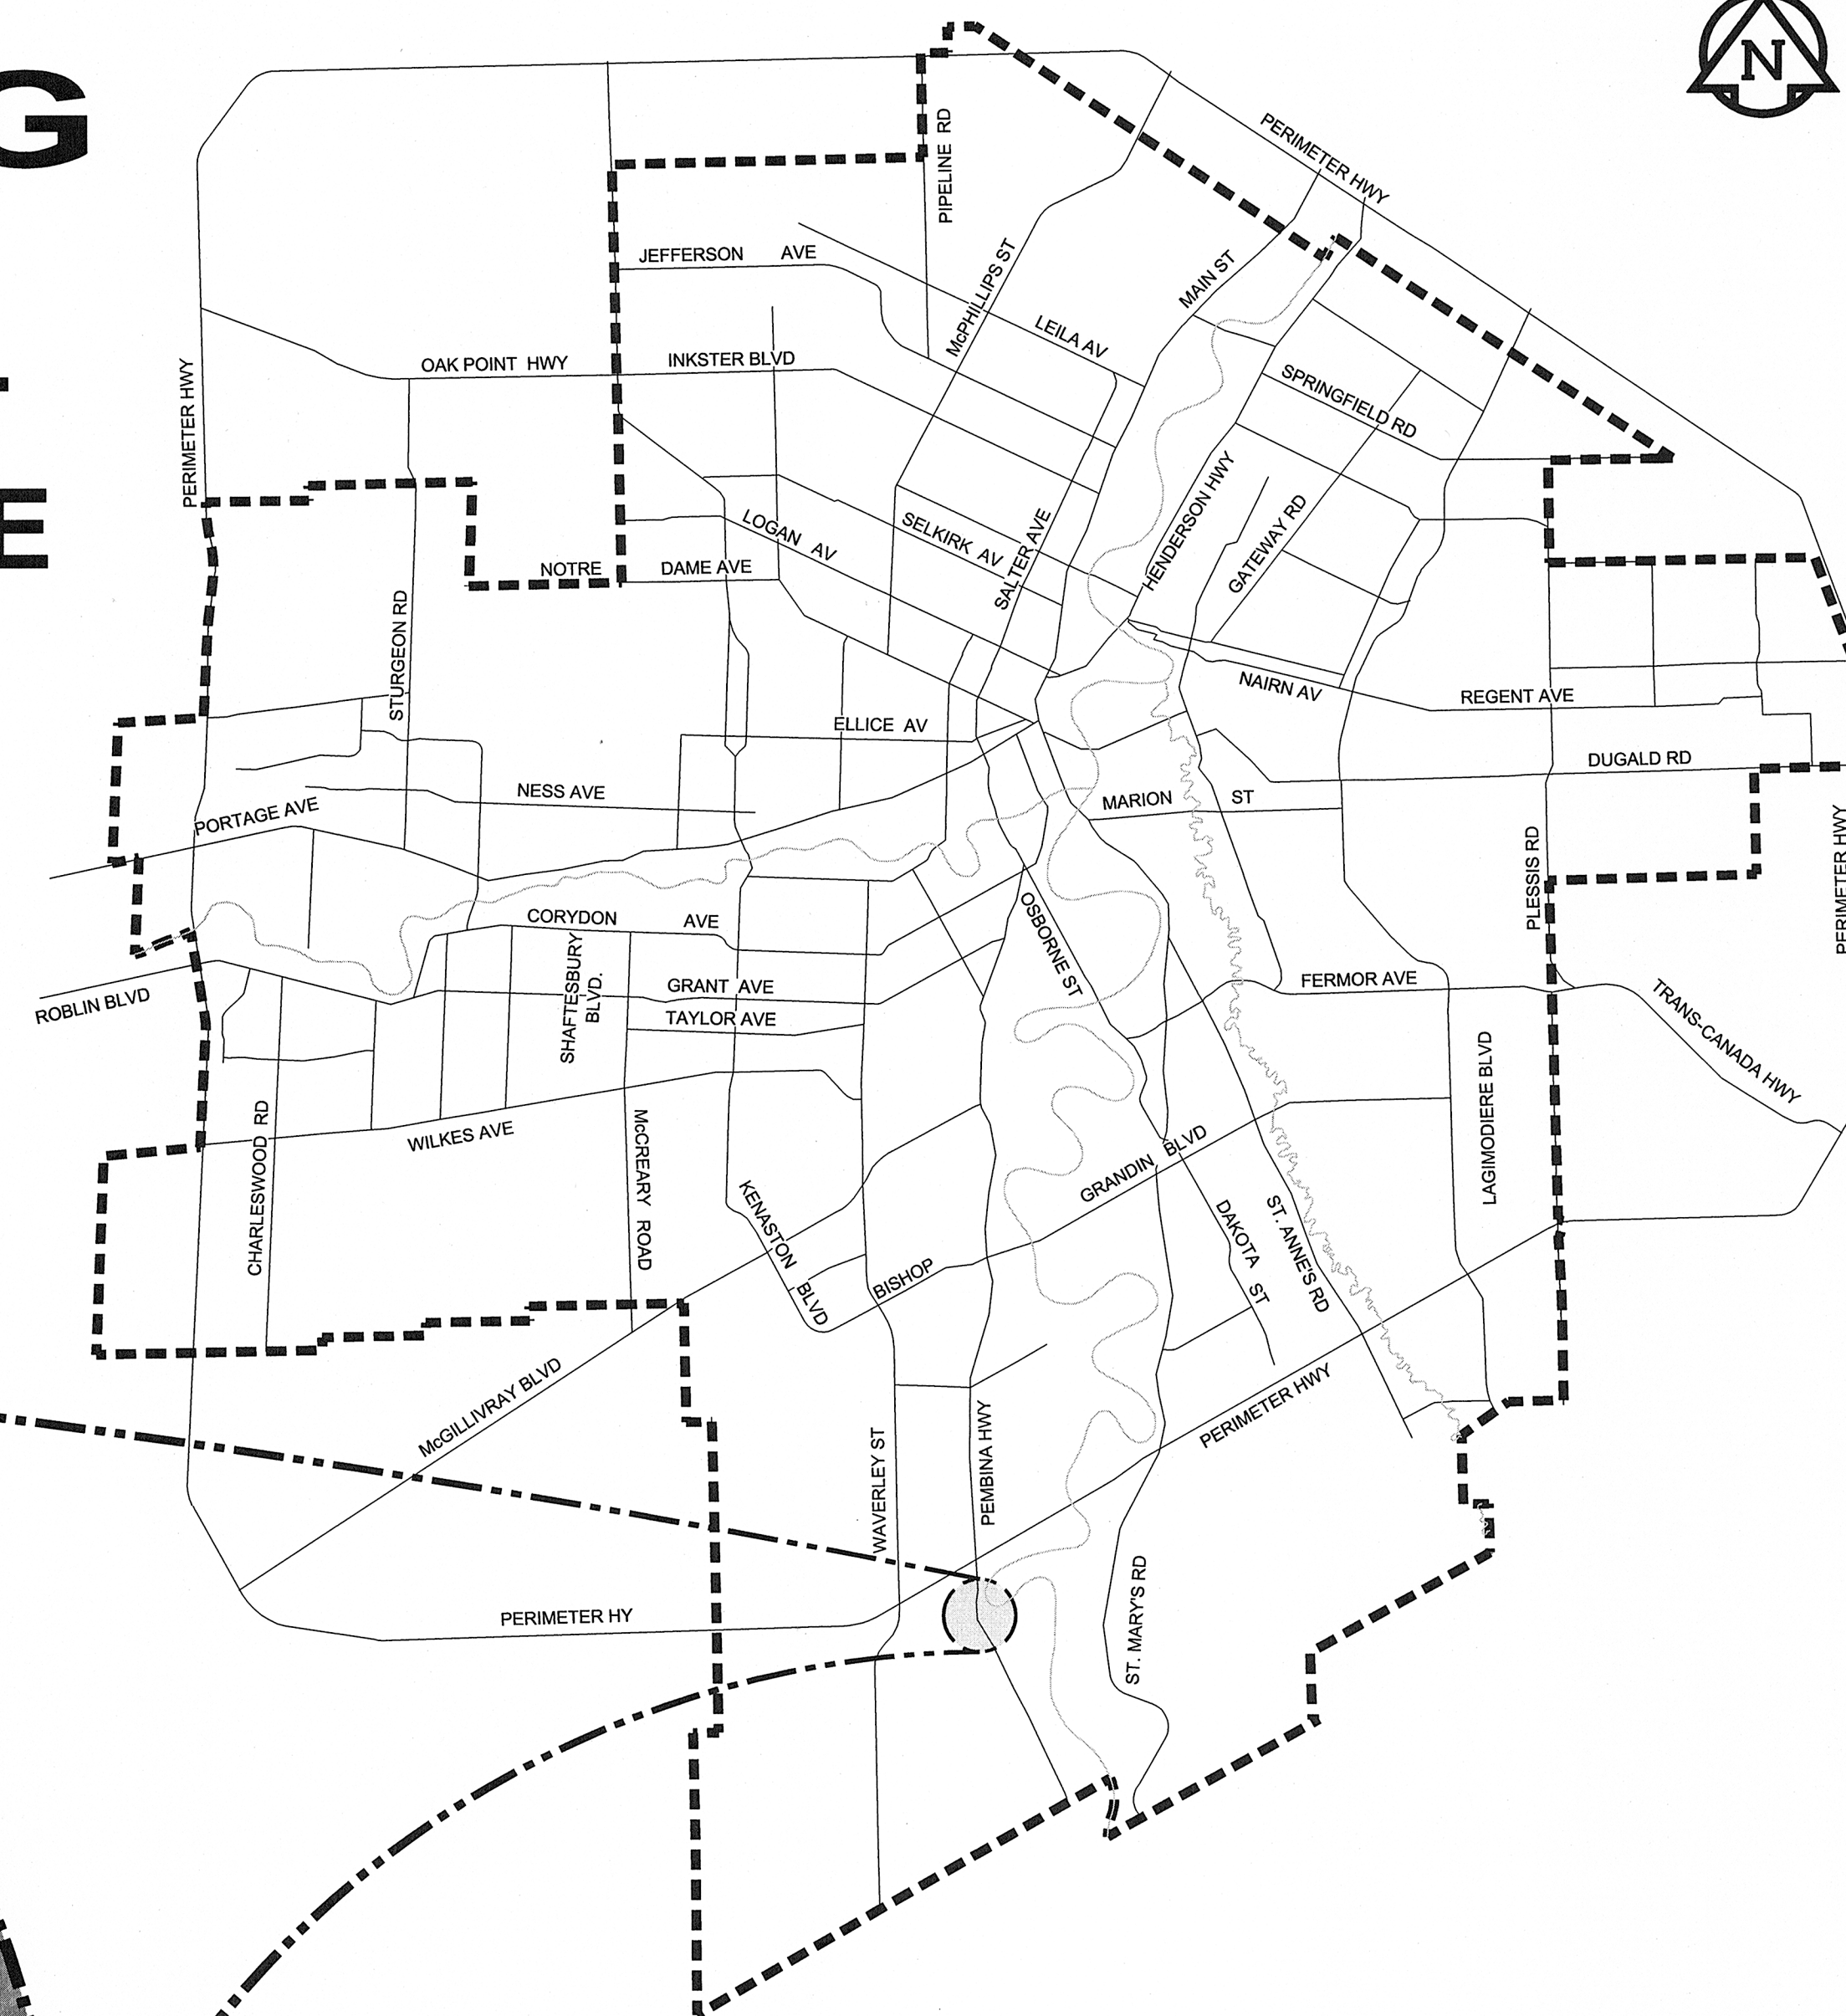 G
N
E
PIPELINE RD
PERIMETER HWY
JEFFERSON AVE
McPHILLIPS ST
MAIN ST
LEILA AV
OAK POINT HWY
INKSTER BLVD
PERIMETER HWY
SPRINGFIELD RD
HENDERSON HWY
GATEWAY RD
LOGAN AV
SELKIRK AV
SALTER AVE
NOTRE DAME AVE
STURGEON RD
NAIRN AV
REGENT AVE
ELLICE AV
DUGALD RD
NESS AVE
MARION ST
PORTAGE AVE
PLESSIS RD
PERIMETER HWY
CORYDON AVE
OSBORNE ST
SHAFTESBURY
BLVD.
GRANT AVE
FERMOR AVE
ROBLIN BLVD
TAYLOR AVE
TRANS-CANADA HWY
LAGIMODIERE BLVD
CHARLESWOOD RD
WILKES AVE
McCREARY ROAD
KENASTON BLVD
GRANDIN BLVD
DAKOTA ST
ST. ANNE'S RD
BISHOP
McGILLIVRAY BLVD
PERIMETER HWY
WAVERLEY ST
PEMBINA HWY
ST. MARY'S RD
PERIMETER HY